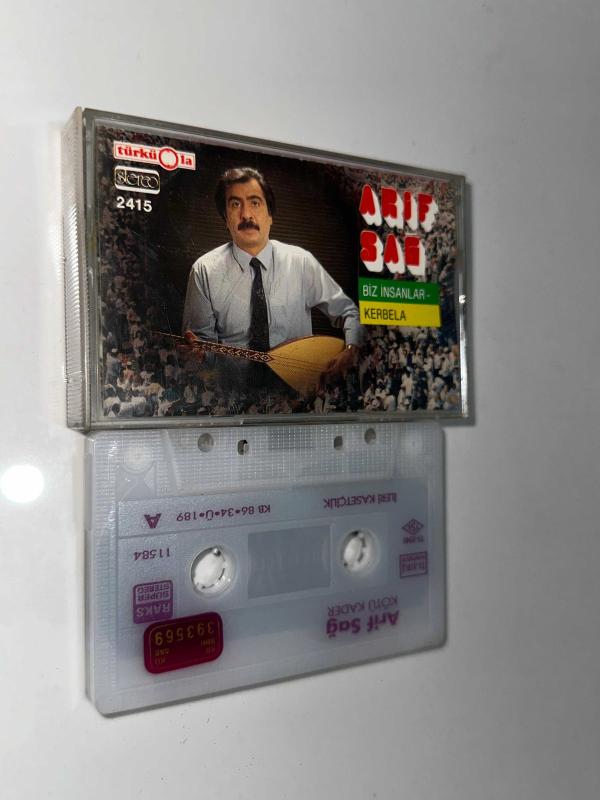 türküola
stereo
2415
ARİF
SAĞ
BİZ İNSANLAR -
KERBELA
Arif Sağ
KÖTÜ KADER
393569
RAKS
SÜPER
STEREO
11584
İLERİ KASETÇİLİK
KB 86•34•Ü•189
A